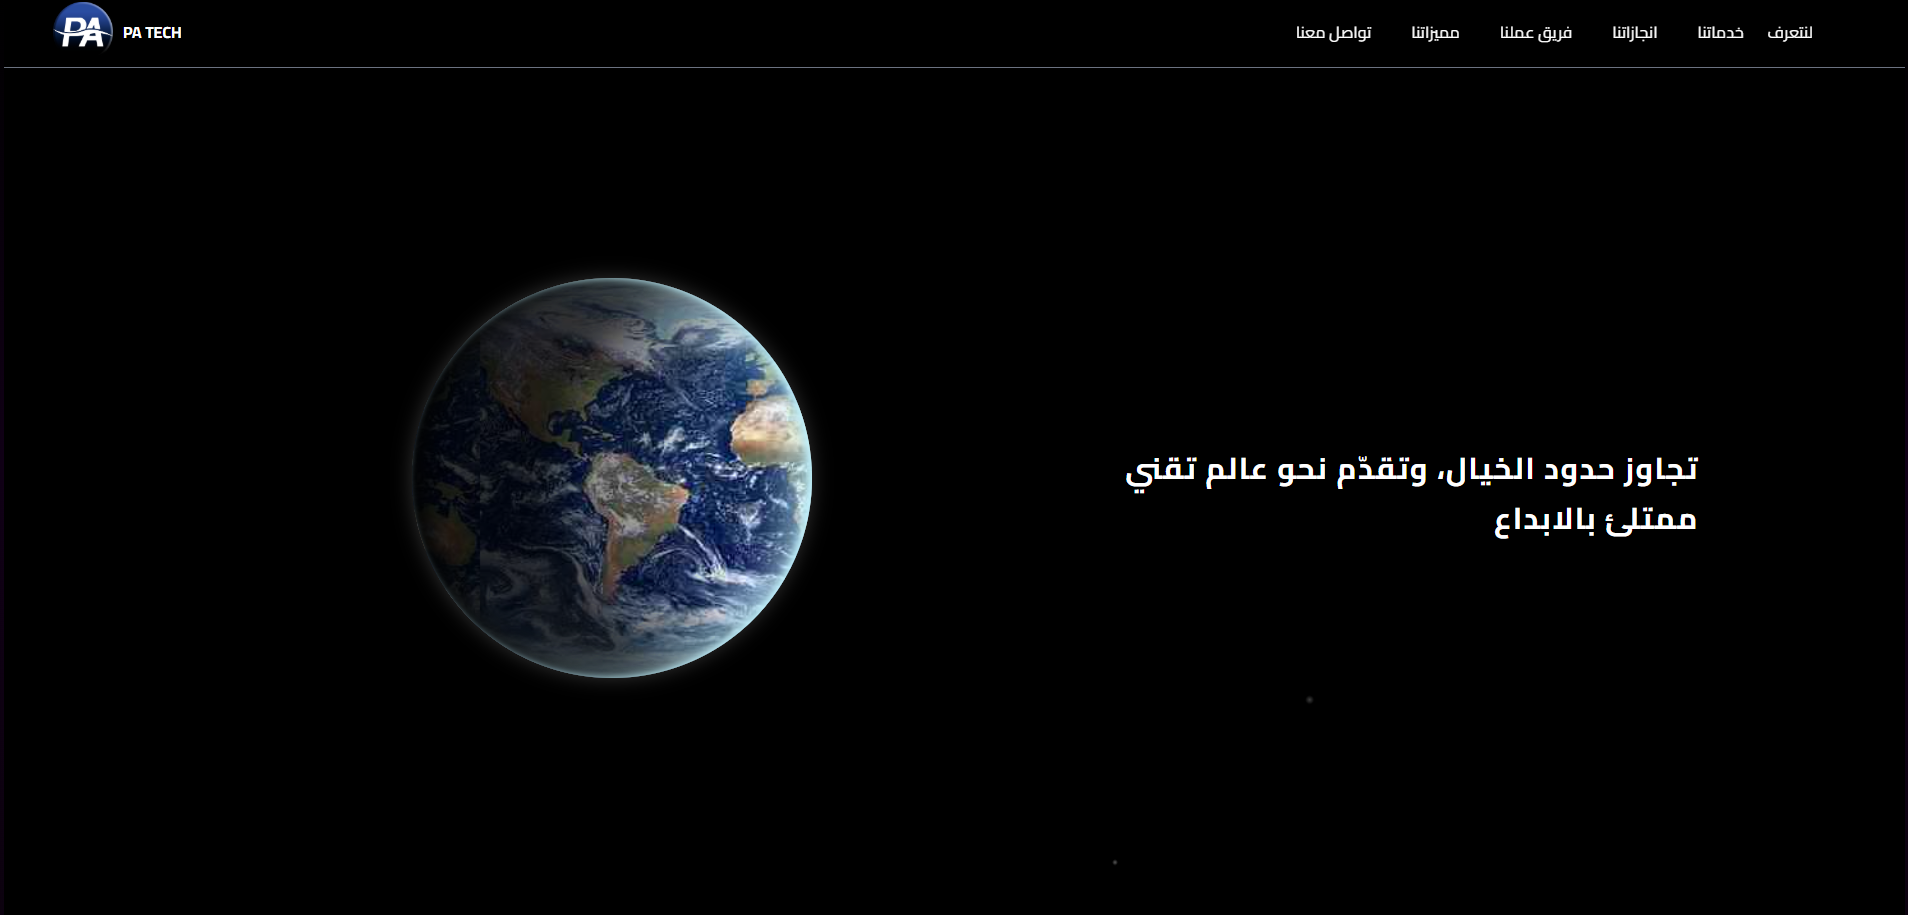 PA PA TECH
لنتعرف خدماتنا انجازاتنا فريق عملنا مميزاتنا تواصل معنا
تجاوز حدود الخيال، وتقدّم نحو عالم تقني
ممتلئ بالابداع